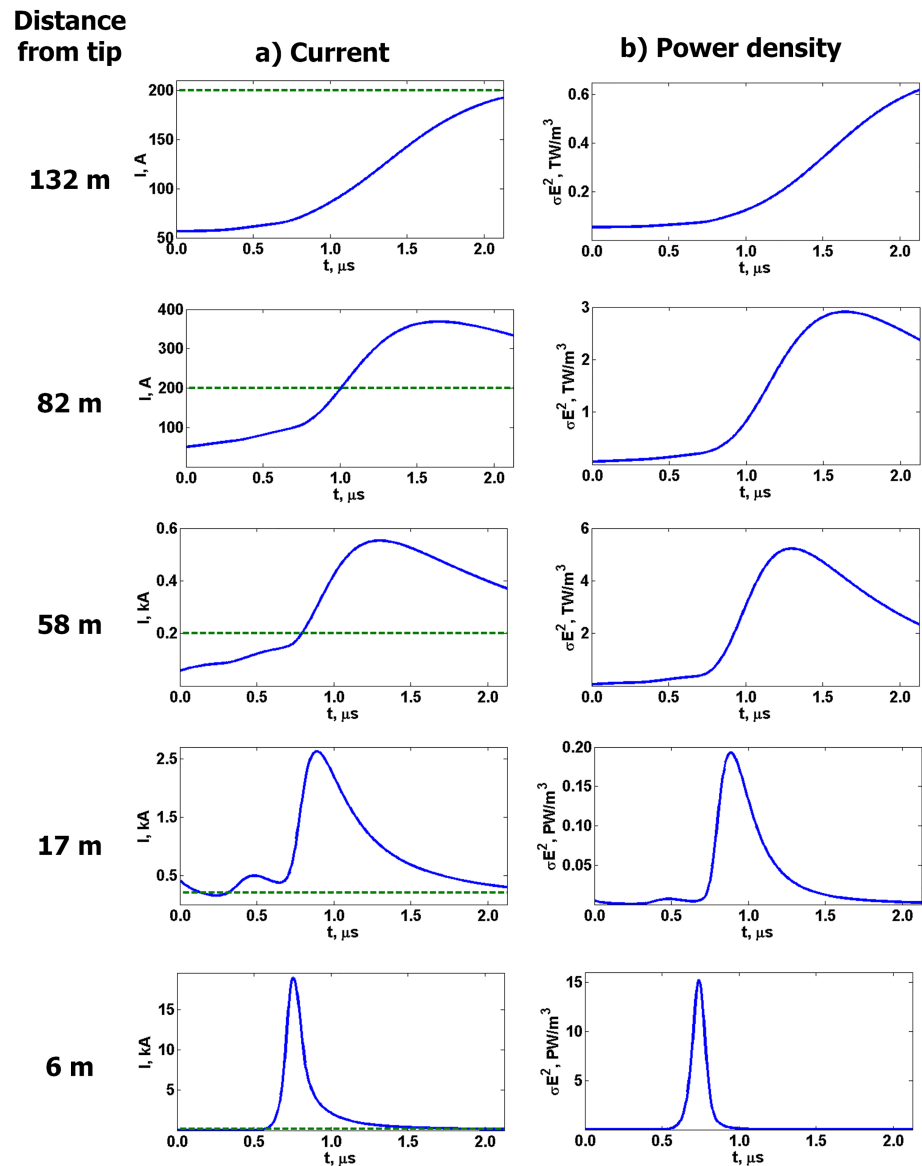 Distance
from tip
a) Current
b) Power density
132 m
200
150
100
50
I, A
0.0
0.5
1.0
1.5
2.0
t, μs
0.6
0.4
0.2
σE², TW/m³
0.0
0.5
1.0
1.5
2.0
t, μs
82 m
400
300
200
100
I, A
0.0
0.5
1.0
1.5
2.0
t, μs
3
2
1
σE², TW/m³
0.0
0.5
1.0
1.5
2.0
t, μs
58 m
0.6
0.4
0.2
I, kA
0.0
0.5
1.0
1.5
2.0
t, μs
6
4
2
σE², TW/m³
0.0
0.5
1.0
1.5
2.0
t, μs
17 m
2.5
1.5
0.5
I, kA
0.0
0.5
1.0
1.5
2.0
t, μs
0.20
0.15
0.10
0.05
σE², PW/m³
0.0
0.5
1.0
1.5
2.0
t, μs
6 m
15
10
5
I, kA
0.0
0.5
1.0
1.5
2.0
t, μs
15
10
5
σE², PW/m³
0.0
0.5
1.0
1.5
2.0
t, μs